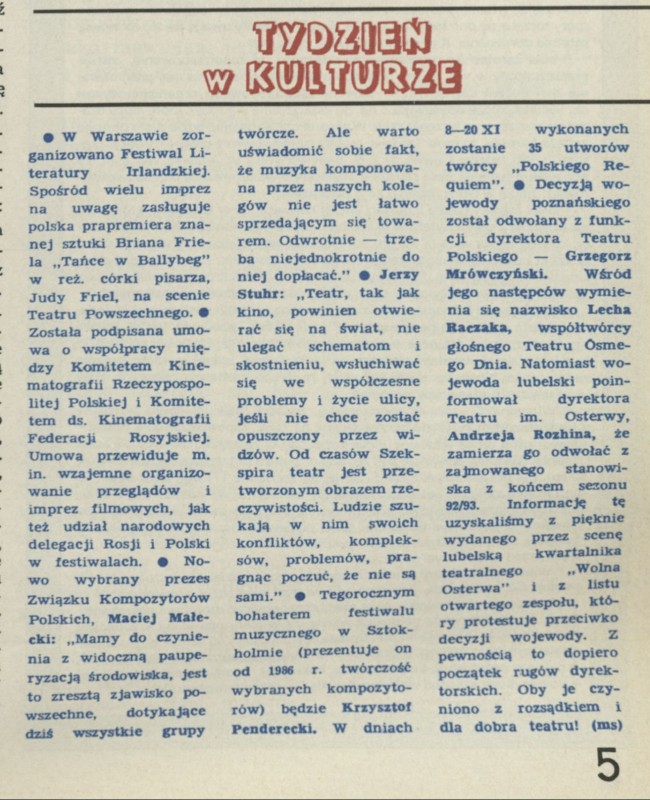 TYDZIEŃ
w KULTURZE
● W Warszawie zor-
ganizowano Festiwal Li-
teratury Irlandzkiej.
Spośród wielu imprez
na uwagę zasługuje
polska prapremiera zna-
nej sztuki Briana Frie-
la „Tańce w Ballybeg"
w reż. córki pisarza,
Judy Friel, na scenie
Teatru Powszechnego. ●
Została podpisana umo-
wa o współpracy mię-
dzy Komitetem Kine-
matografii Rzeczypospo-
litej Polskiej i Komite-
tem ds. Kinematografii
Federacji Rosyjskiej.
Umowa przewiduje m.
in. wzajemne organizo-
wanie przeglądów i
imprez filmowych, jak
też udział narodowych
delegacji Rosji i Polski
w festiwalach. ● No-
wo wybrany prezes
Związku Kompozytorów
Polskich, Maciej Małe-
cki: „Mamy do czynie-
nia z widoczną paupe-
ryzacją środowiska, jest
to zresztą zjawisko po-
wszechne, dotykające
dziś wszystkie grupy
twórcze. Ale warto
uświadomić sobie fakt,
że muzyka komponowa-
na przez naszych kole-
gów nie jest łatwo
sprzedającym się towa-
rem. Odwrotnie — trze-
ba niejednokrotnie do
niej dopłacać." ● Jerzy
Stuhr: „Teatr, tak jak
kino, powinien otwie-
rać się na świat, nie
ulegać schematom i
skostnieniu, wsłuchiwać
się we współczesne
problemy i życie ulicy,
jeśli nie chce zostać
opuszczony przez wi-
dzów. Od czasów Szek-
spira teatr jest prze-
tworzonym obrazem rze-
czywistości. Ludzie szu-
kają w nim swoich
konfliktów, komplek-
sów, problemów, pra-
gnąc poczuć, że nie są
sami." ● Tegorocznym
bohaterem festiwalu
muzycznego w Sztok-
holmie (prezentuje on
od 1986 r. twórczość
wybranych kompozyto-
rów) będzie Krzysztof
Penderecki. W dniach
8—20 XI wykonanych
zostanie 35 utworów
twórcy „Polskiego Re-
quiem". ● Decyzją wo-
jewody poznańskiego
został odwołany z funk-
cji dyrektora Teatru
Polskiego — Grzegorz
Mrówczyński. Wśród
jego następców wymie-
nia się nazwisko Lecha
Raczaka, współtwórcy
głośnego Teatru Ósme-
go Dnia. Natomiast wo-
jewoda lubelski poin-
formował dyrektora
Teatru im. Osterwy,
Andrzeja Rozhina, że
zamierza go odwołać z
zajmowanego stanowi-
ska z końcem sezonu
92/93. Informację tę
uzyskaliśmy z pięknie
wydanego przez scenę
lubelską kwartalnika
teatralnego „Wolna
Osterwa" i z listu
otwartego zespołu, któ-
ry protestuje przeciwko
decyzji wojewody. Z
pewnością to dopiero
początek rugów dyrek-
torskich. Oby je czy-
niono z rozsądkiem i
dla dobra teatru! (ms)
5